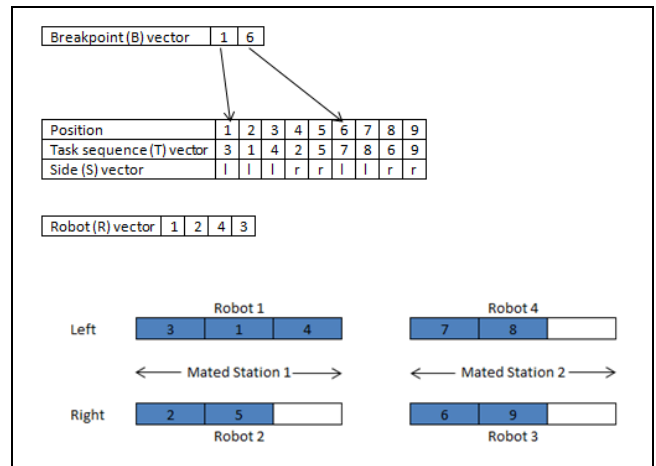 Breakpoint (B) vector 1 6
Position 1 2 3 4 5 6 7 8 9
Task sequence (T) vector 3 1 4 2 5 7 8 6 9
Side (S) vector l l l r r l l r r
Robot (R) vector 1 2 4 3
Robot 1 Robot 4
Left 3 1 4 7 8
Mated Station 1 Mated Station 2
Right 2 5 6 9
Robot 2 Robot 3